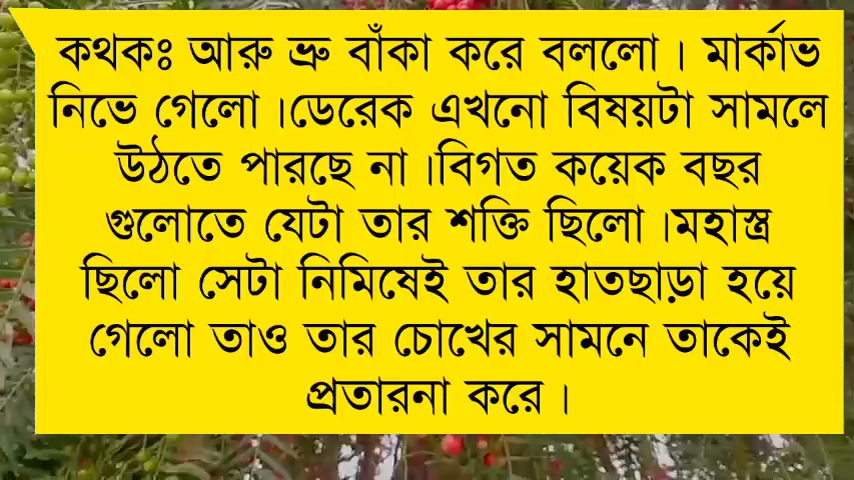 কথকঃ আরু ভ্রু বাঁকা করে বললো। মার্কাভ
নিভে গেলো।ডেরেক এখনো বিষয়টা সামলে
উঠতে পারছে না।বিগত কয়েক বছর
গুলোতে যেটা তার শক্তি ছিলো।মহাস্ত্র
ছিলো সেটা নিমিষেই তার হাতছাড়া হয়ে
গেলো তাও তার চোখের সামনে তাকেই
প্রতারনা করে।